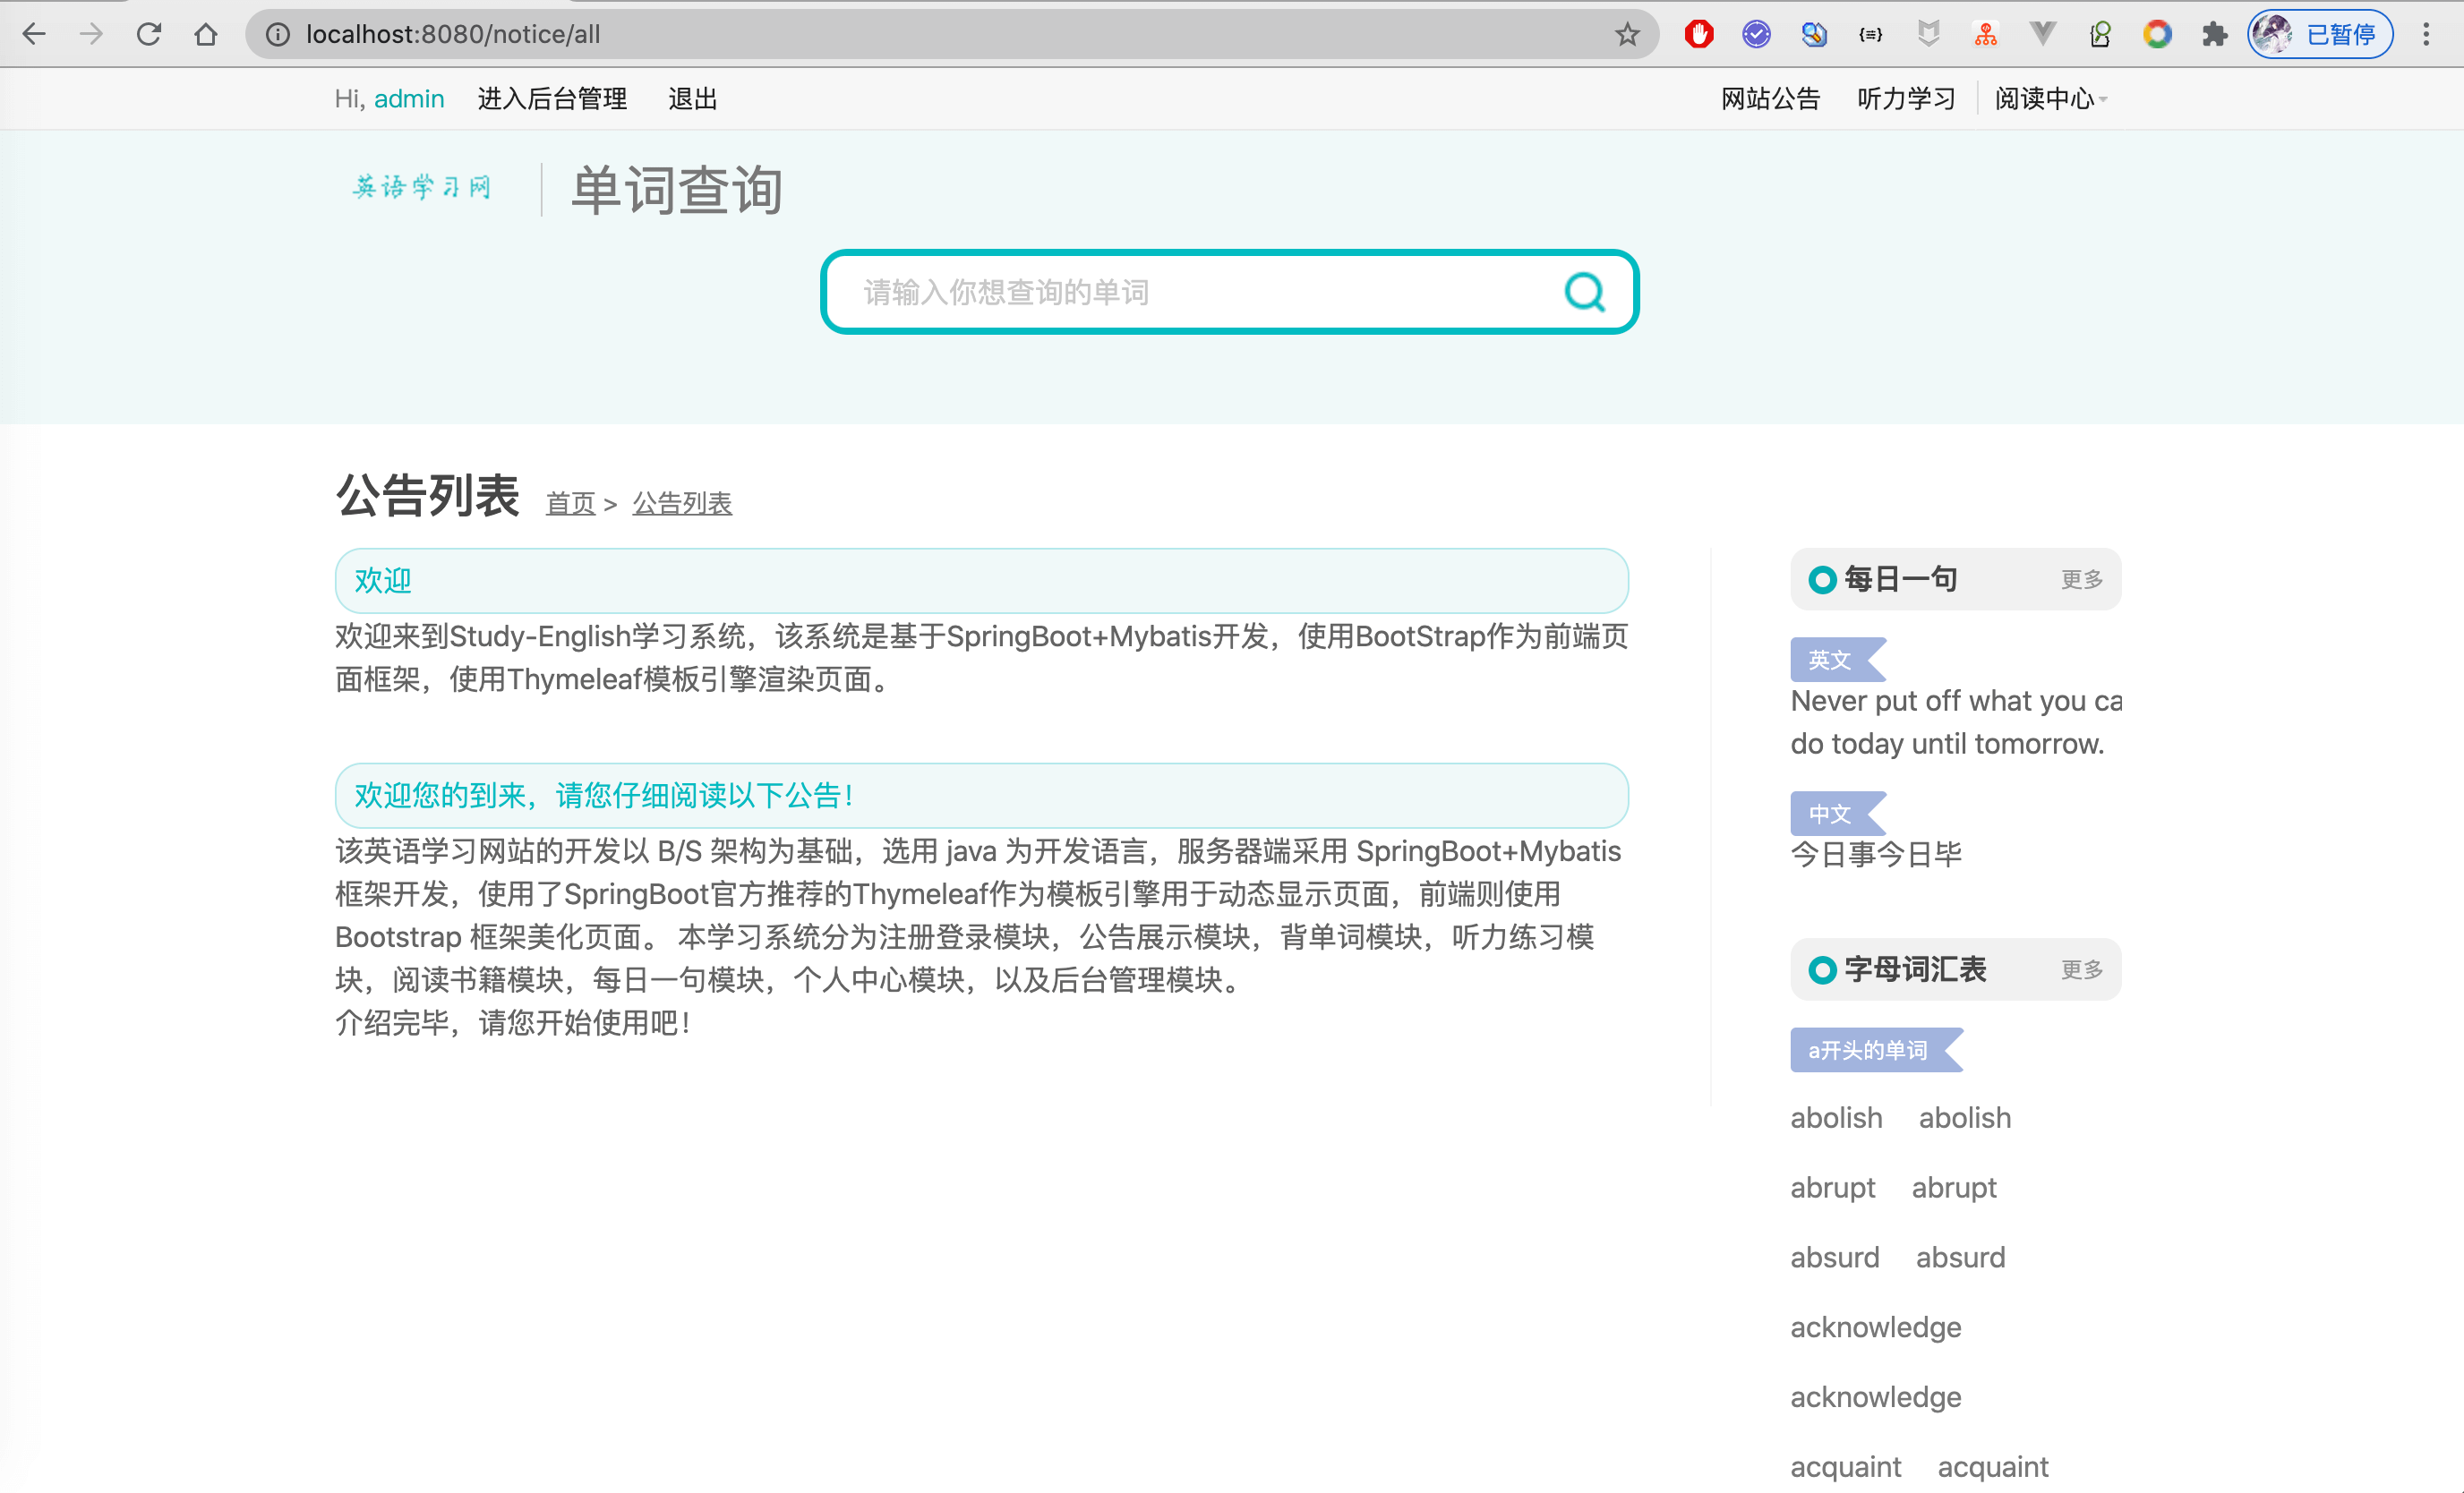 localhost:8080/notice/all
已暂停
Hi, admin 进入后台管理 退出
网站公告 听力学习 阅读中心
英语学习网 单词查询
请输入你想查询的单词
公告列表 首页 > 公告列表
欢迎
欢迎来到Study-English学习系统，该系统是基于SpringBoot+Mybatis开发，使用BootStrap作为前端页
面框架，使用Thymeleaf模板引擎渲染页面。
欢迎您的到来，请您仔细阅读以下公告！
该英语学习网站的开发以 B/S 架构为基础，选用 java 为开发语言，服务器端采用 SpringBoot+Mybatis
框架开发，使用了SpringBoot官方推荐的Thymeleaf作为模板引擎用于动态显示页面，前端则使用
Bootstrap 框架美化页面。 本学习系统分为注册登录模块，公告展示模块，背单词模块，听力练习模
块，阅读书籍模块，每日一句模块，个人中心模块，以及后台管理模块。
介绍完毕，请您开始使用吧！
每日一句 更多
英文
Never put off what you ca
do today until tomorrow.
中文
今日事今日毕
字母词汇表 更多
a开头的单词
abolish abolish
abrupt abrupt
absurd absurd
acknowledge
acknowledge
acquaint acquaint